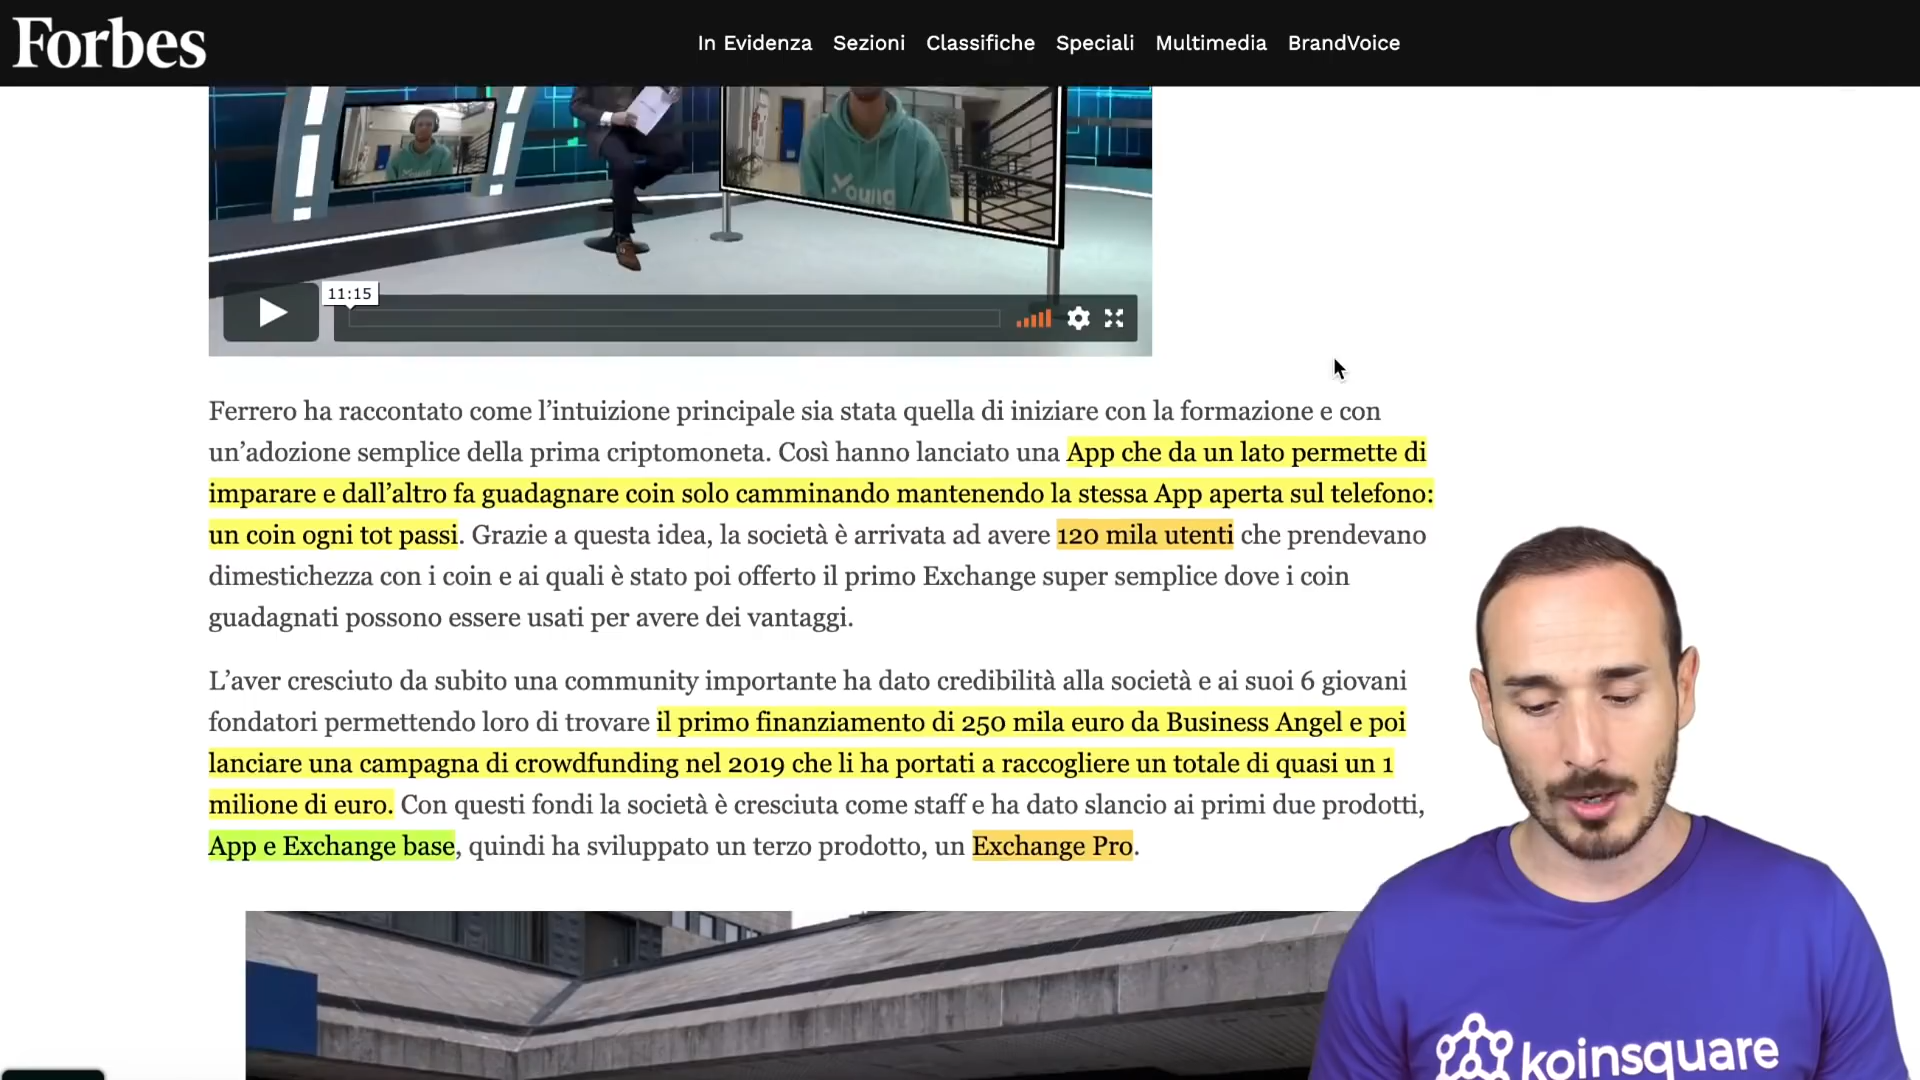 Forbes
In Evidenza Sezioni Classifiche Speciali Multimedia BrandVoice
Young
11:15
Ferrero ha raccontato come l’intuizione principale sia stata quella di iniziare con la formazione e con
un’adozione semplice della prima criptomoneta. Così hanno lanciato una App che da un lato permette di
imparare e dall’altro fa guadagnare coin solo camminando mantenendo la stessa App aperta sul telefono:
un coin ogni tot passi. Grazie a questa idea, la società è arrivata ad avere 120 mila utenti che prendevano
dimestichezza con i coin e ai quali è stato poi offerto il primo Exchange super semplice dove i coin
guadagnati possono essere usati per avere dei vantaggi.
L’aver cresciuto da subito una community importante ha dato credibilità alla società e ai suoi 6 giovani
fondatori permettendo loro di trovare il primo finanziamento di 250 mila euro da Business Angel e poi
lanciare una campagna di crowdfunding nel 2019 che li ha portati a raccogliere un totale di quasi un 1
milione di euro. Con questi fondi la società è cresciuta come staff e ha dato slancio ai primi due prodotti,
App e Exchange base, quindi ha sviluppato un terzo prodotto, un Exchange Pro.
koinsquare